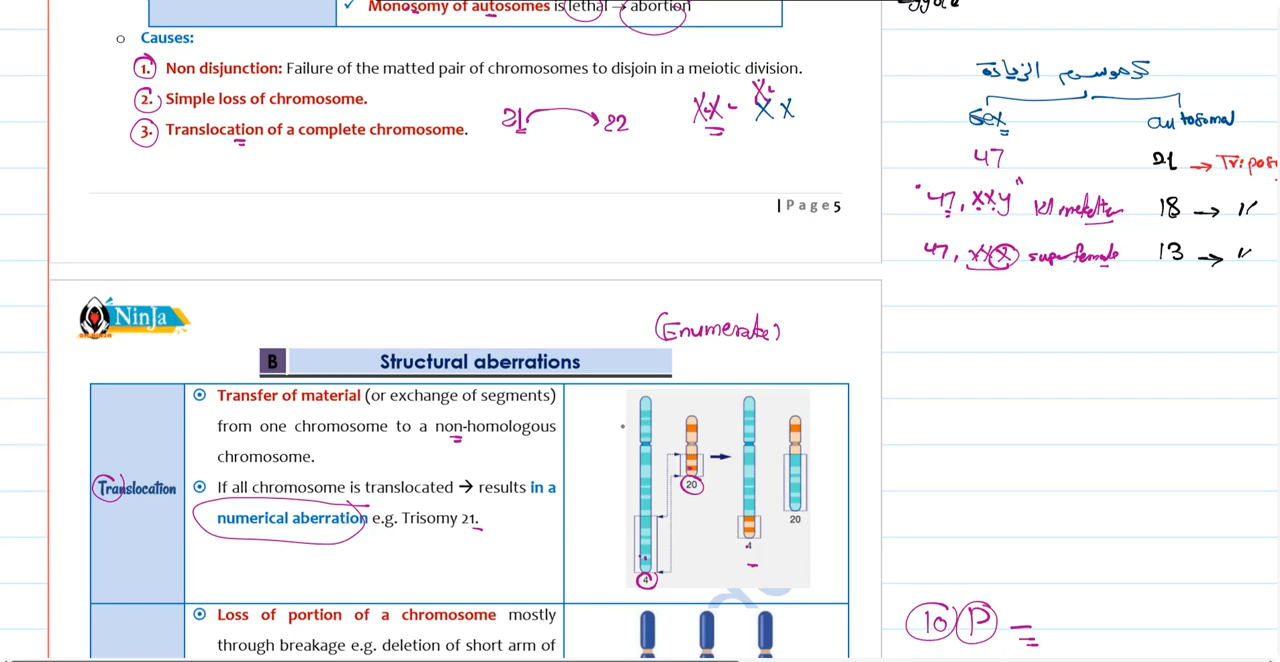 ✓ Monosomy of autosomes is lethal → abortion
o Causes:
1. Non disjunction: Failure of the matted pair of chromosomes to disjoin in a meiotic division.
2. Simple loss of chromosome.
3. Translocation of a complete chromosome.
21 22
XX - X X
| Page 5
كروموسوم الزيادة
Sex autosomal
47 21 →
"47, XXY" 18 → "
47, XXX superfemale 13 → "
Ninja
(Enumerate)
B Structural aberrations
Translocation
Transfer of material (or exchange of segments)
from one chromosome to a non-homologous
chromosome.
If all chromosome is translocated → results in a
numerical aberration e.g. Trisomy 21.
20
4
4
20
Loss of portion of a chromosome mostly
through breakage e.g. deletion of short arm of
10 P =